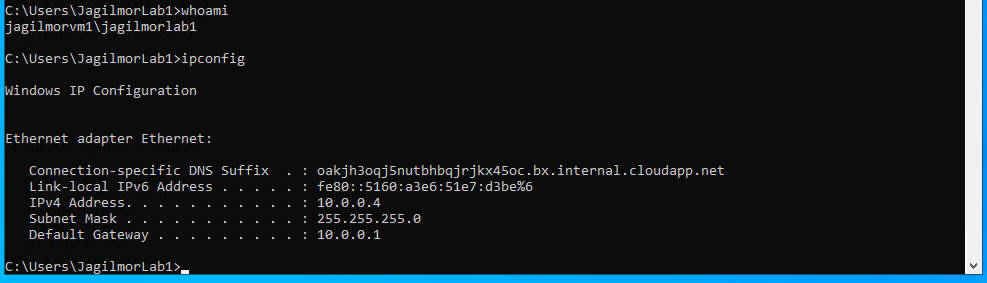 C:\Users\JagilmorLab1>whoami
jagilmorvm1\jagilmorlab1
C:\Users\JagilmorLab1>ipconfig
Windows IP Configuration
Ethernet adapter Ethernet:
Connection-specific DNS Suffix . : oakjh3oqj5nutbhbqjrjkx45oc.bx.internal.cloudapp.net
Link-local IPv6 Address . . . . . : fe80::5160:a3e6:51e7:d3be%6
IPv4 Address. . . . . . . . . . . : 10.0.0.4
Subnet Mask . . . . . . . . . . . : 255.255.255.0
Default Gateway . . . . . . . . . : 10.0.0.1
C:\Users\JagilmorLab1>